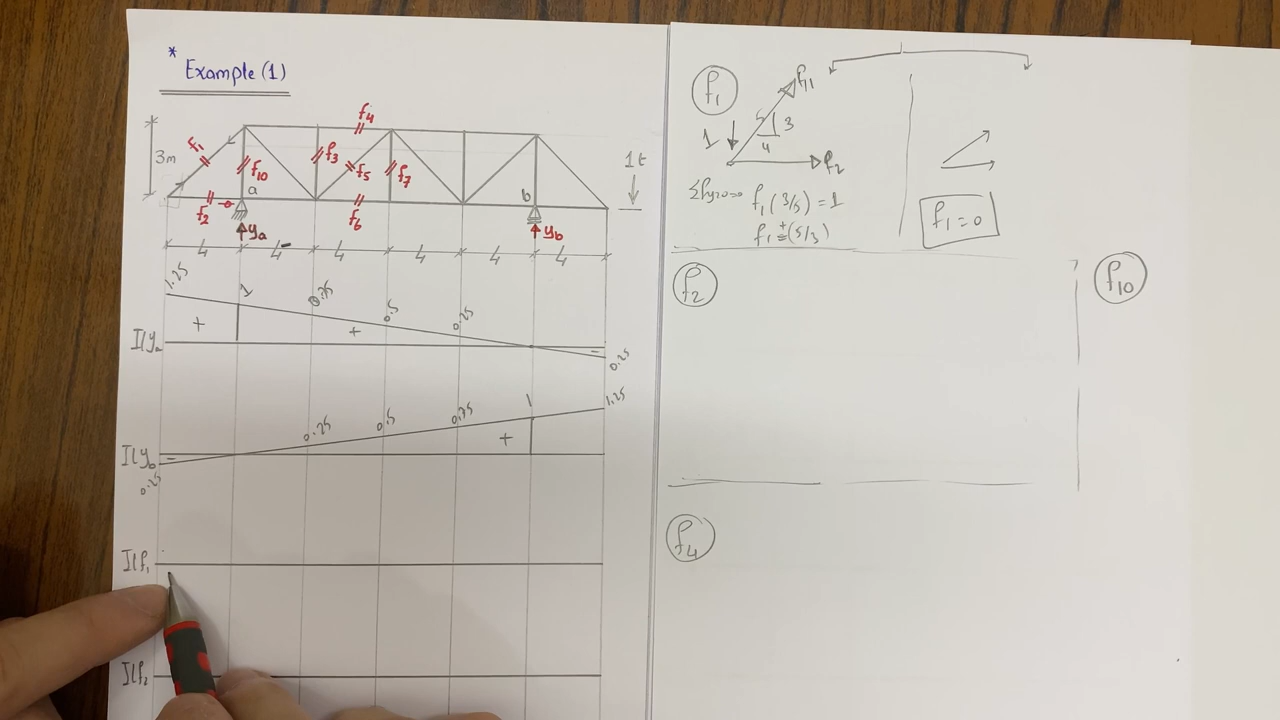 * Example (1)
f₄
f₁
3m
f₁₀
f₃
f₅
f₇
1t
a
b
f₂
f₆
ya
yb
4 4 4 4 4 4
1.25 1 0.75 0.5 0.25
+ +
ILya
-
0.25
1.25
1
0.75
0.5
0.25
+
ILyb
-
0.25
ILf₁
ILf₂
f₁
f₁
1
5
3
4
f₂
Σfy=0 f₁(3/5)=1
f₁ = +(5/3)
f₁=0
f₂
f₁₀
f₄